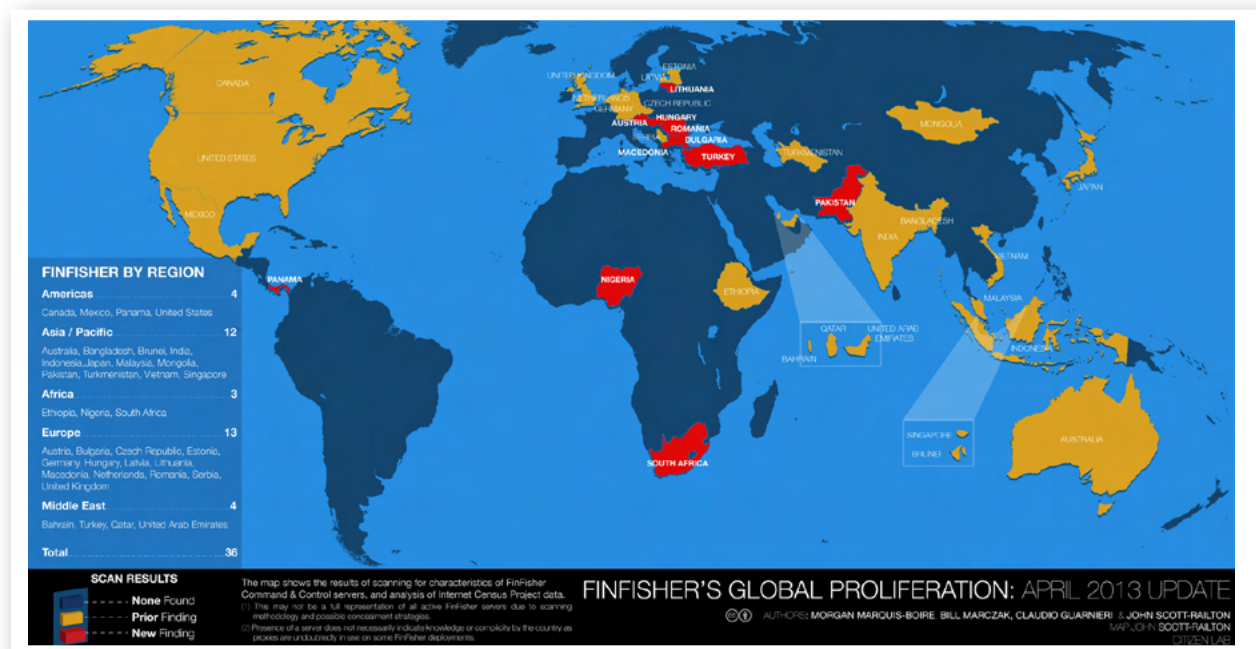 CANADA
UNITED STATES
MEXICO
PANAMA
UNITED KINGDOM
ESTONIA
LATVIA
LITHUANIA
NETHERLANDS
GERMANY
CZECH REPUBLIC
AUSTRIA
HUNGARY
ROMANIA
SERBIA
BULGARIA
MACEDONIA
TURKEY
TURKMENISTAN
MONGOLIA
JAPAN
PAKISTAN
INDIA
BANGLADESH
VIETNAM
MALAYSIA
INDONESIA
NIGERIA
ETHIOPIA
QATAR
UNITED ARAB
EMIRATES
BAHRAIN
SINGAPORE
BRUNEI
AUSTRALIA
SOUTH AFRICA
FINFISHER BY REGION
Americas 4
Canada, Mexico, Panama, United States
Asia / Pacific 12
Australia, Bangladesh, Brunei, India,
Indonesia, Japan, Malaysia, Mongolia,
Pakistan, Turkmenistan, Vietnam, Singapore
Africa 3
Ethiopia, Nigeria, South Africa
Europe 13
Austria, Bulgaria, Czech Republic, Estonia,
Germany, Hungary, Latvia, Lithuania,
Macedonia, Netherlands, Romania, Serbia,
United Kingdom
Middle East 4
Bahrain, Turkey, Qatar, United Arab Emirates
Total 36
SCAN RESULTS
None Found
Prior Finding
New Finding
The map shows the results of scanning for characteristics of FinFisher
Command & Control servers, and analysis of Internet Census Project data.
(1) This may not be a full representation of all active FinFisher servers due to scanning
methodology and possible concealment strategies.
(2) Presence of a server does not necessarily indicate knowledge or complicity by the country as
proxies are undoubtedly in use on some FinFisher deployments.
FINFISHER'S GLOBAL PROLIFERATION: APRIL 2013 UPDATE
AUTHORS: MORGAN MARQUIS-BOIRE, BILL MARCZAK, CLAUDIO GUARNIERI & JOHN SCOTT-RAILTON
MAP: JOHN SCOTT-RAILTON
CITIZEN LAB